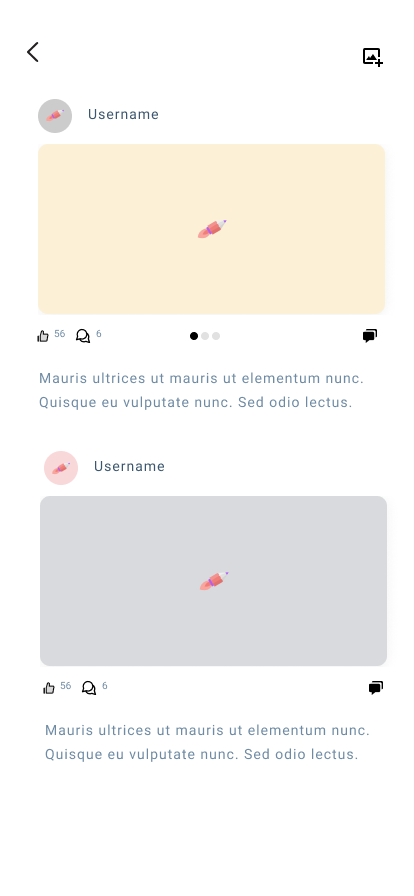 Username
56 6
Mauris ultrices ut mauris ut elementum nunc.
Quisque eu vulputate nunc. Sed odio lectus.
Username
56 6
Mauris ultrices ut mauris ut elementum nunc.
Quisque eu vulputate nunc. Sed odio lectus.